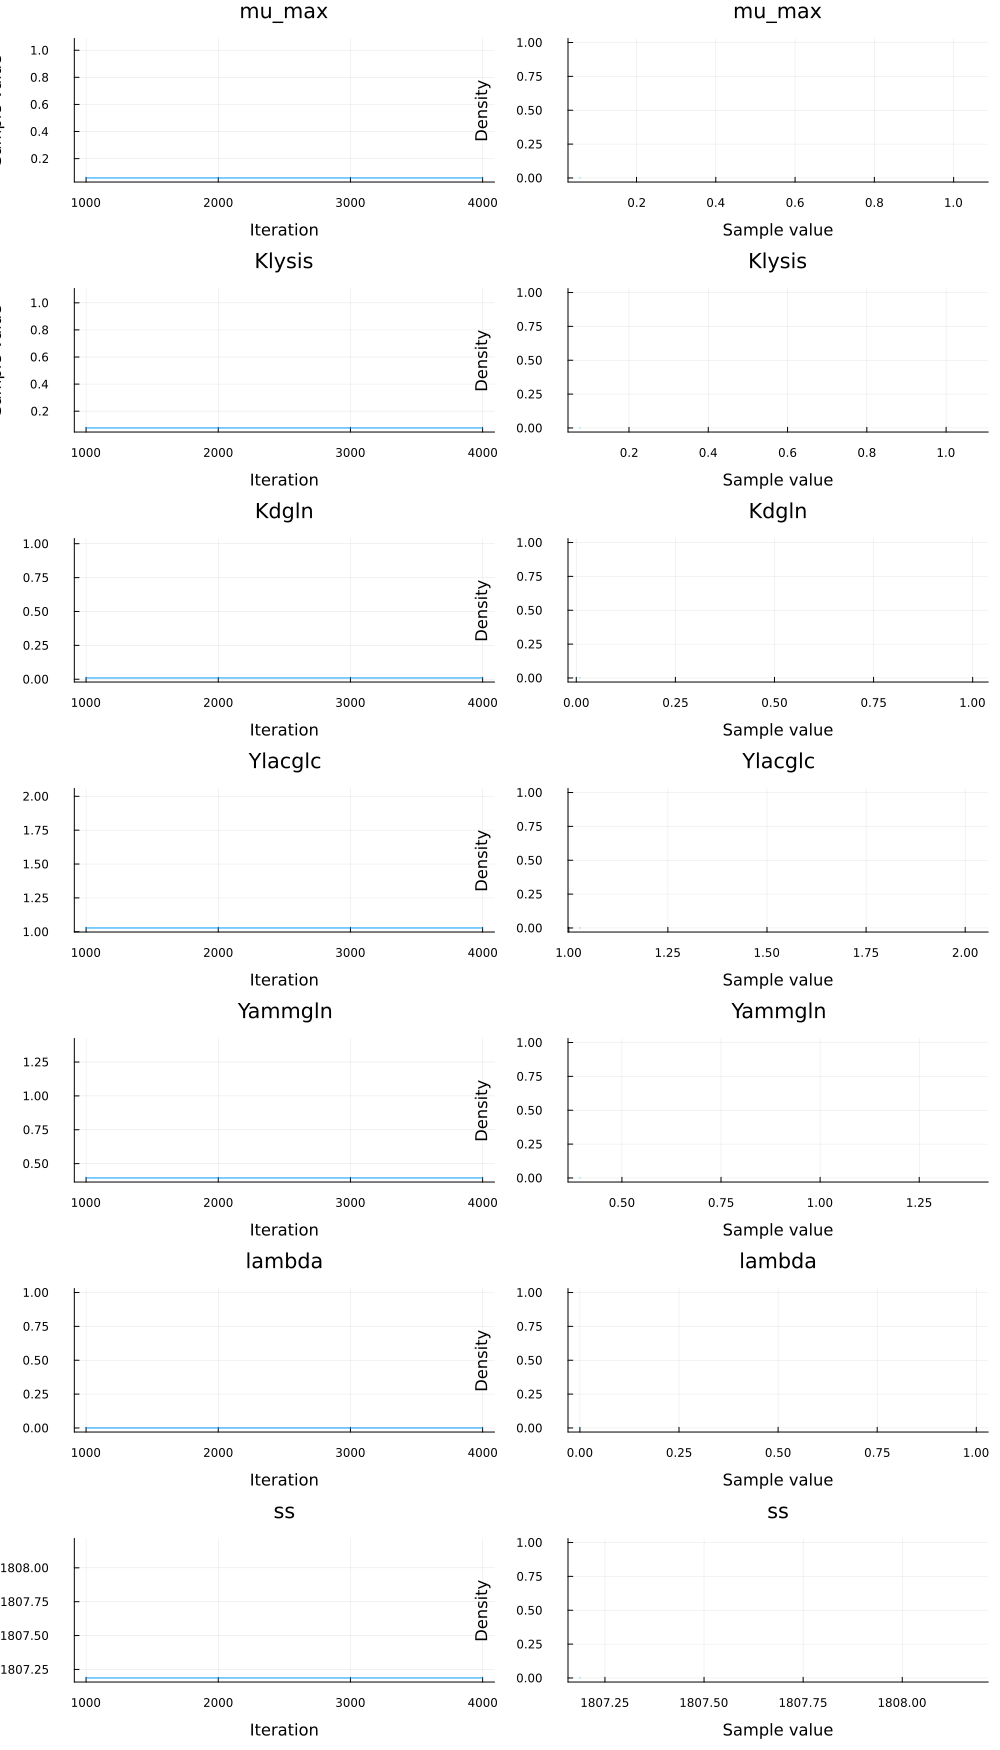 mu_max mu_max
1.0 1.00
0.8 0.75
0.6 0.50
0.4 0.25
0.2 0.00
Density
1000 2000 3000 4000 0.2 0.4 0.6 0.8 1.0
Iteration Sample value
Klysis Klysis
1.0 1.00
0.8 0.75
0.6 0.50
0.4 0.25
0.2 0.00
Density
1000 2000 3000 4000 0.2 0.4 0.6 0.8 1.0
Iteration Sample value
Kdgln Kdgln
1.00 1.00
0.75 0.75
0.50 0.50
0.25 0.25
0.00 0.00
Density
1000 2000 3000 4000 0.00 0.25 0.50 0.75 1.00
Iteration Sample value
Ylacglc Ylacglc
2.00 1.00
1.75 0.75
1.50 0.50
1.25 0.25
1.00 0.00
Density
1000 2000 3000 4000 1.00 1.25 1.50 1.75 2.00
Iteration Sample value
Yammgln Yammgln
1.25 1.00
1.00 0.75
0.75 0.50
0.50 0.25
0.00
Density
1000 2000 3000 4000 0.50 0.75 1.00 1.25
Iteration Sample value
lambda lambda
1.00 1.00
0.75 0.75
0.50 0.50
0.25 0.25
0.00 0.00
Density
1000 2000 3000 4000 0.00 0.25 0.50 0.75 1.00
Iteration Sample value
ss ss
1808.00 1.00
1807.75 0.75
1807.50 0.50
1807.25 0.25
0.00
Density
1000 2000 3000 4000 1807.25 1807.50 1807.75 1808.00
Iteration Sample value